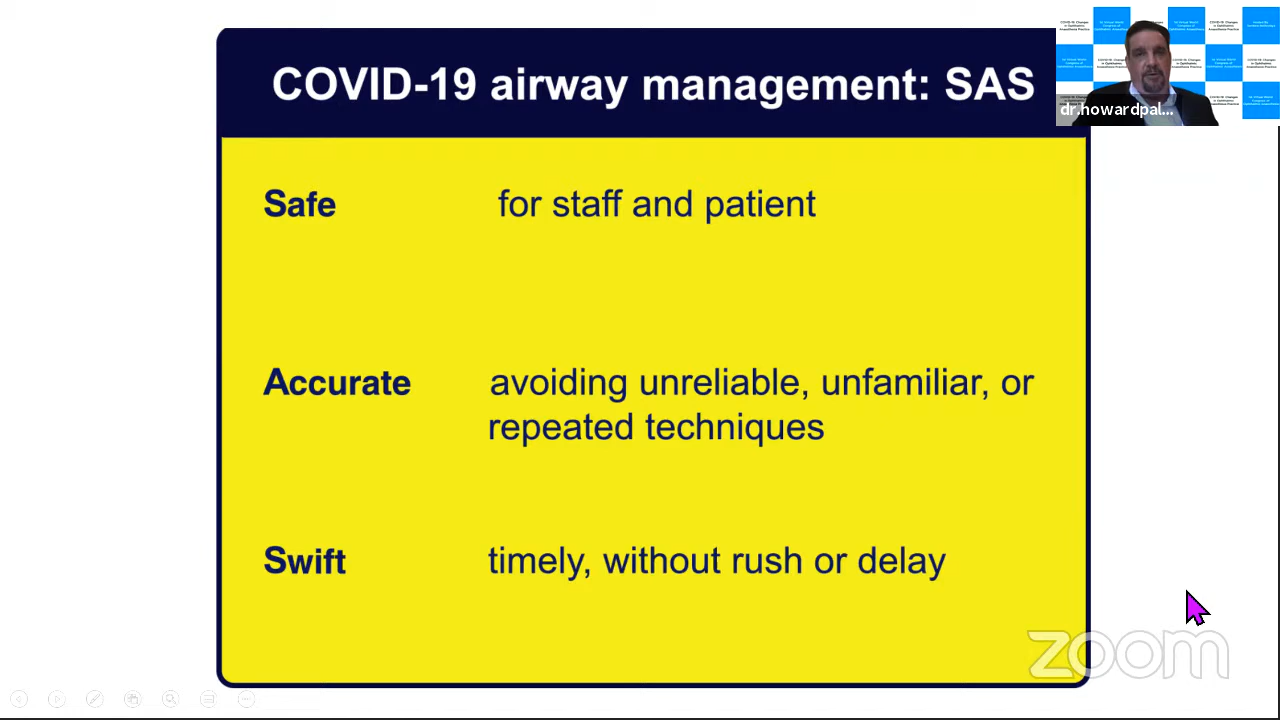 COVID-19 airway management: SAS
dr.howardpal...
Safe for staff and patient
Accurate avoiding unreliable, unfamiliar, or
repeated techniques
Swift timely, without rush or delay
zoom